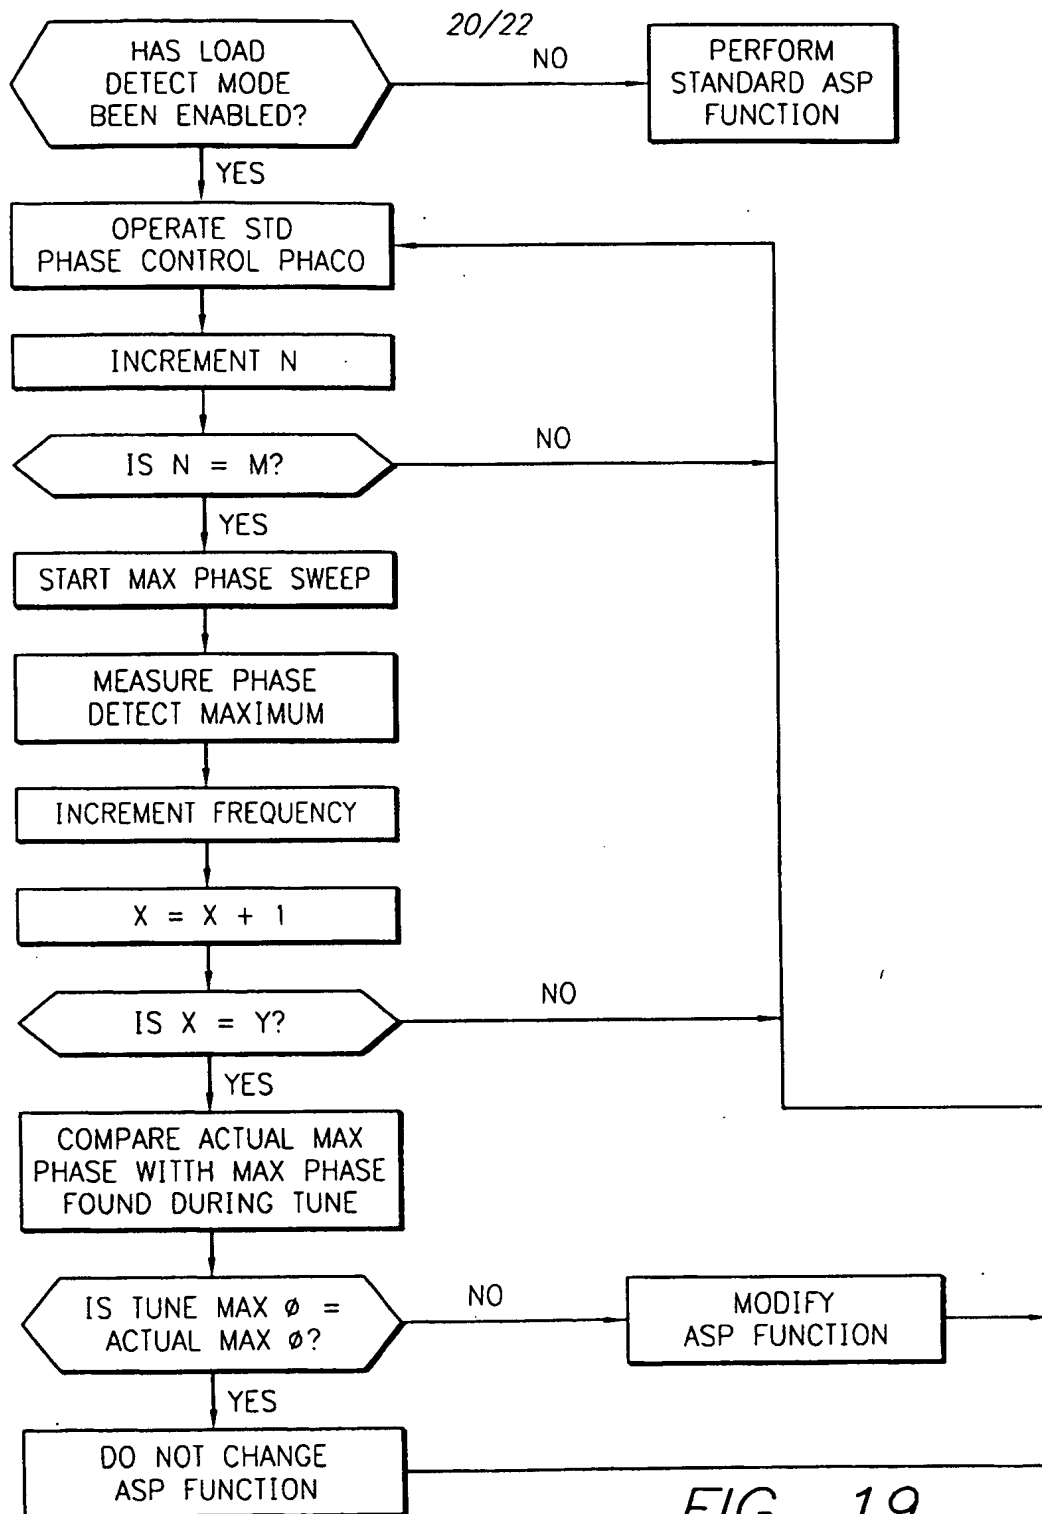 20/22
HAS LOAD
DETECT MODE
BEEN ENABLED?
NO
PERFORM
STANDARD ASP
FUNCTION
YES
OPERATE STD
PHASE CONTROL PHACO
INCREMENT N
IS N = M?
NO
YES
START MAX PHASE SWEEP
MEASURE PHASE
DETECT MAXIMUM
INCREMENT FREQUENCY
X = X + 1
IS X = Y?
NO
YES
COMPARE ACTUAL MAX
PHASE WITTH MAX PHASE
FOUND DURING TUNE
IS TUNE MAX ø =
ACTUAL MAX ø?
NO
MODIFY
ASP FUNCTION
YES
DO NOT CHANGE
ASP FUNCTION
FIG. 19